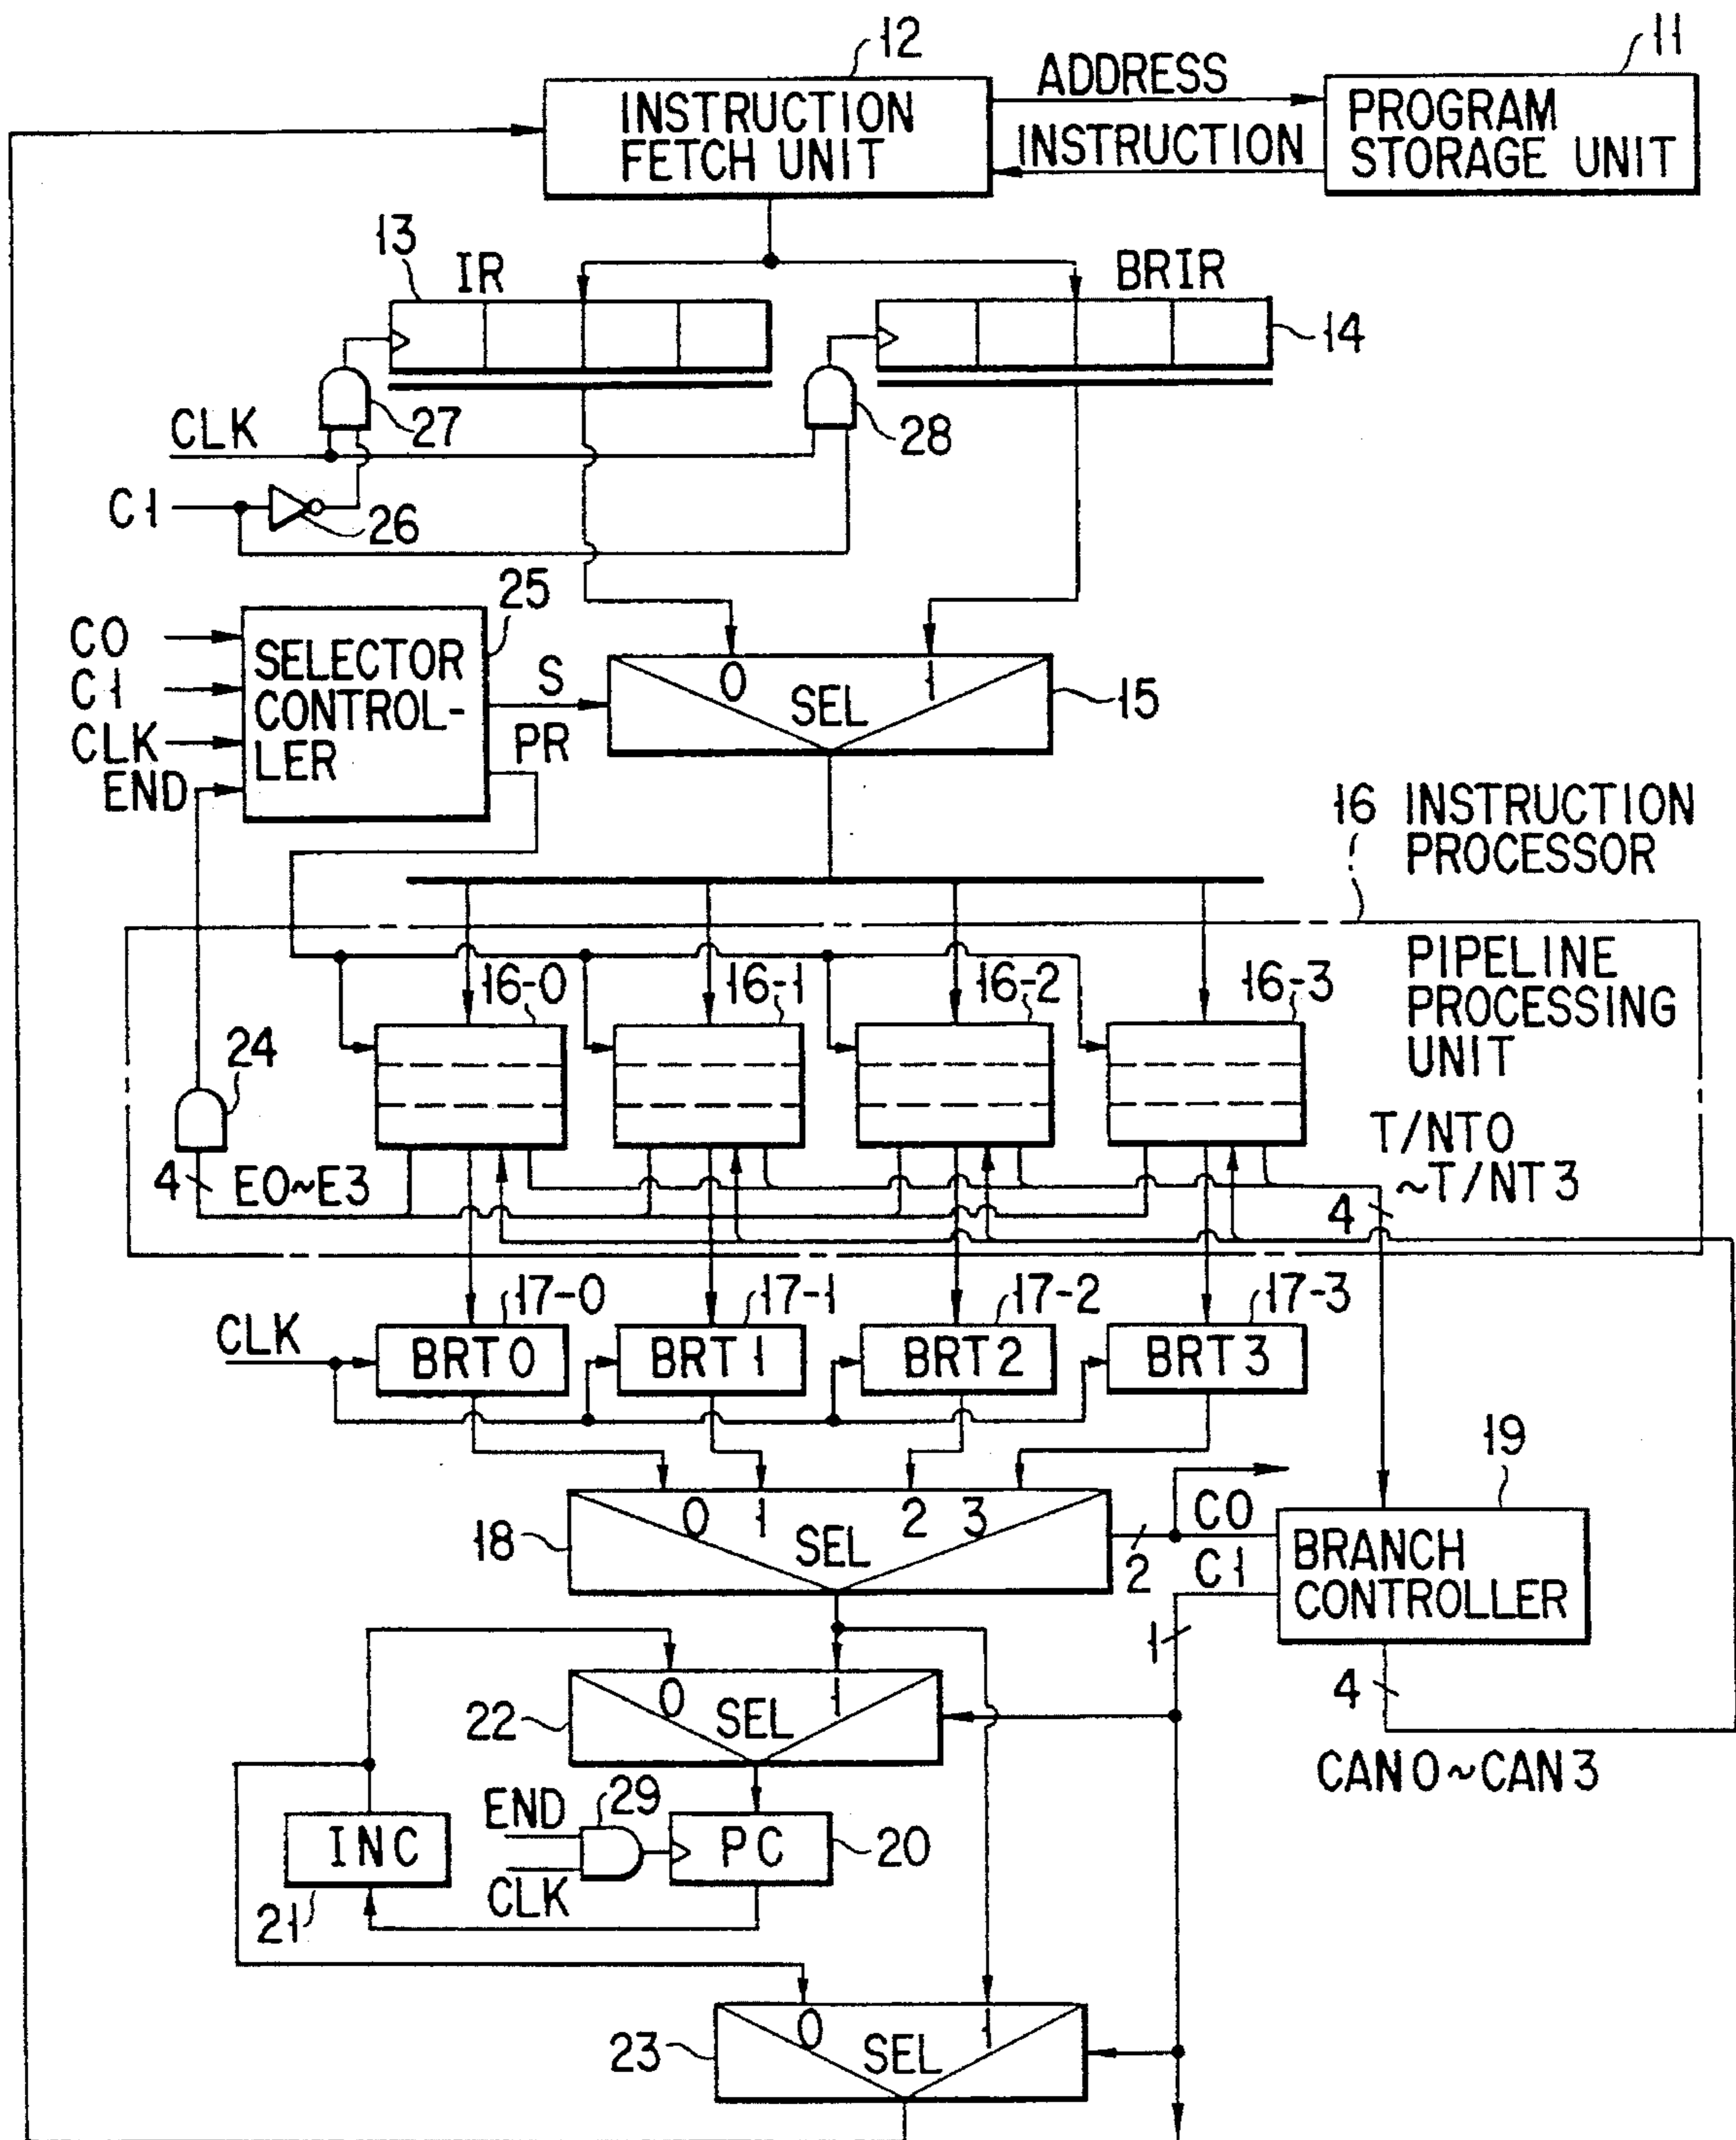 12
11
INSTRUCTION
FETCH UNIT
ADDRESS
INSTRUCTION
PROGRAM
STORAGE UNIT
13
IR
BRIR
14
CLK
27
28
C1
26
25
C0
C1
CLK
END
SELECTOR
CONTROL-
LER
S
PR
0
1
SEL
15
16 INSTRUCTION
PROCESSOR
PIPELINE
PROCESSING
UNIT
16-0
16-1
16-2
16-3
24
4
E0~E3
T/NT0
~T/NT3
4
17-0
17-1
17-2
17-3
CLK
BRT0
BRT1
BRT2
BRT3
19
0
1
2
3
SEL
18
2
C0
C1
BRANCH
CONTROLLER
1
4
0
1
SEL
22
CAN0~CAN3
END
29
CLK
INC
21
PC
20
0
1
SEL
23